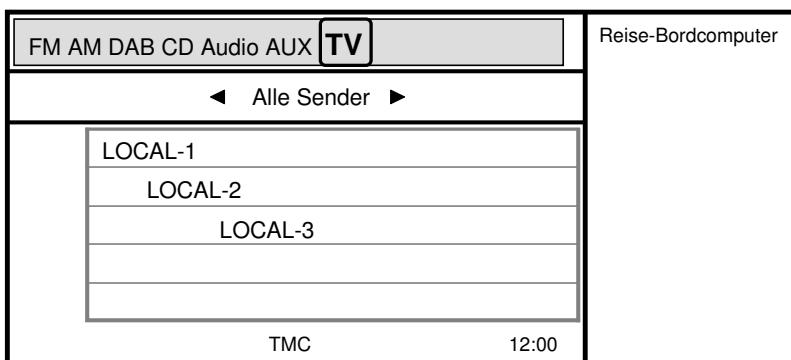 FM AM DAB CD Audio AUX TV
Reise-Bordcomputer
◄ Alle Sender ►
LOCAL-1
LOCAL-2
LOCAL-3
TMC 12:00